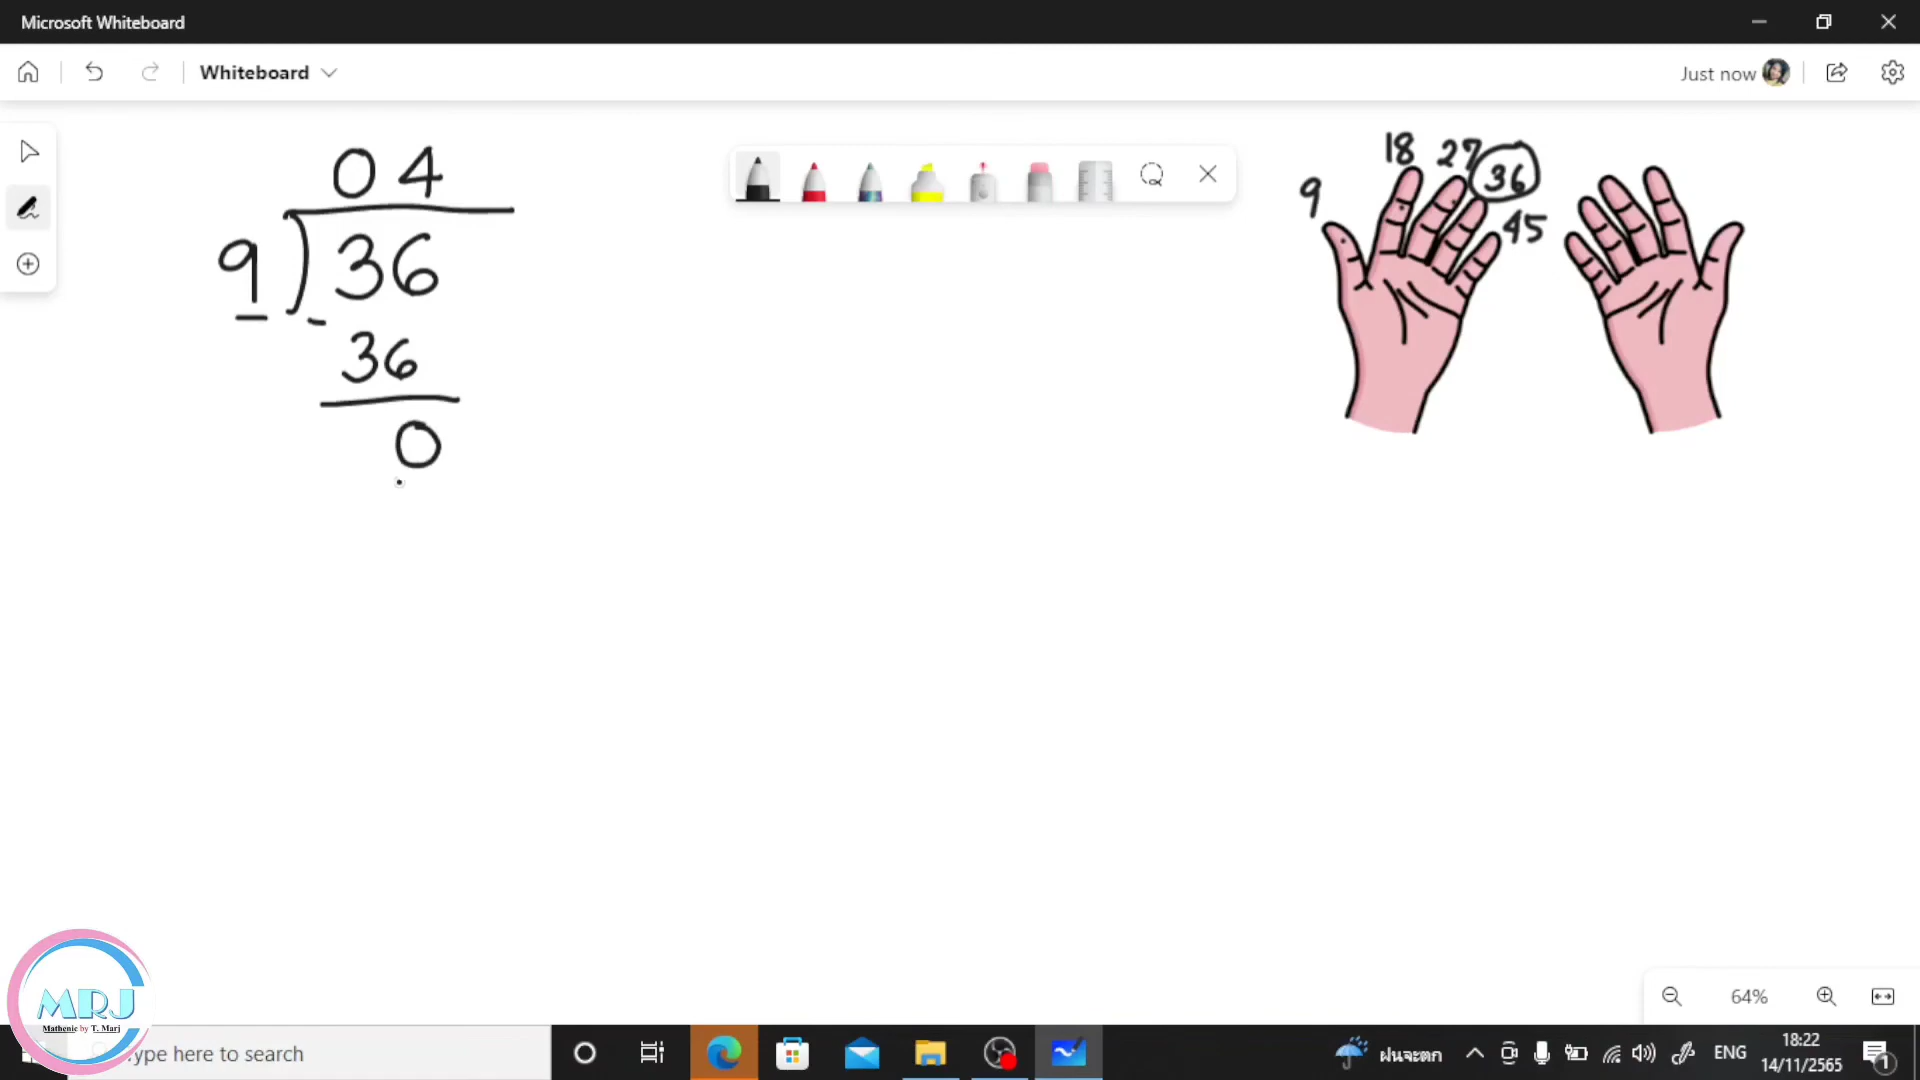 Microsoft Whiteboard
Whiteboard
Just now
04
9)36
-
36
0
9 18 27 36 45
64%
MRJ
Mathenic by T. Marj
Type here to search
ฝนจะตก
ENG
18:22
14/11/2565
1